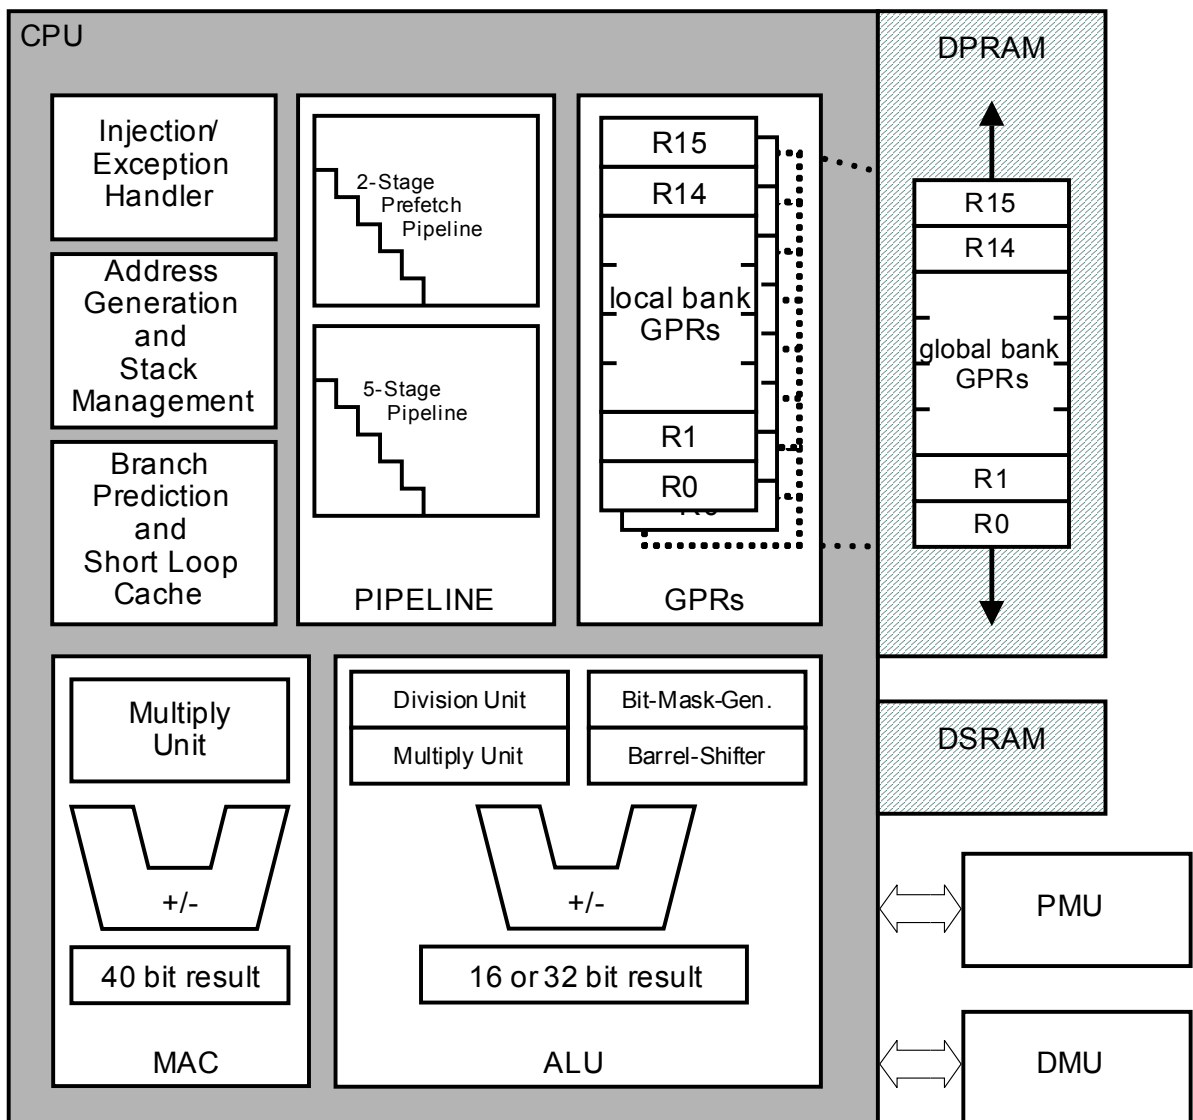 CPU
Injection/
Exception
Handler
Address
Generation
and
Stack
Management
Branch
Prediction
and
Short Loop
Cache
2-Stage
Prefetch
Pipeline
5-Stage
Pipeline
PIPELINE
R15
R14
local bank
GPRs
R1
R0
GPRs
DPRAM
R15
R14
global bank
GPRs
R1
R0
Multiply
Unit
+/-
40 bit result
MAC
Division Unit
Multiply Unit
Bit-Mask-Gen.
Barrel-Shifter
+/-
16 or 32 bit result
ALU
DSRAM
PMU
DMU